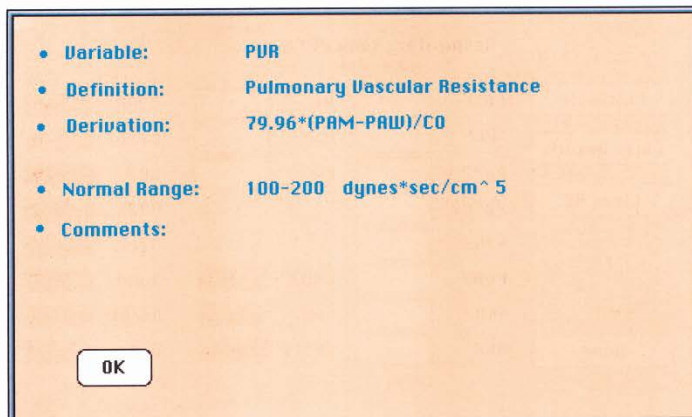 • Variable: PVR
• Definition: Pulmonary Vascular Resistance
• Derivation: 79.96*(PAM-PAW)/CO
• Normal Range: 100-200 dynes*sec/cm^ 5
• Comments:
OK